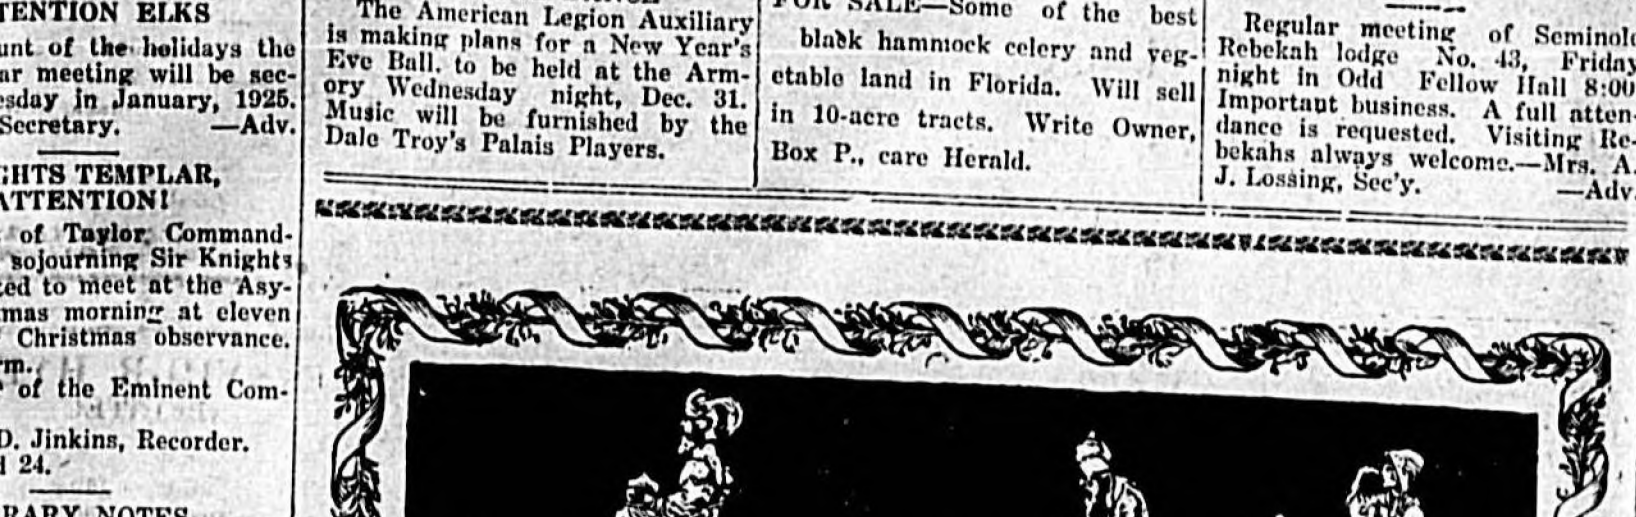 TENTION ELKS
unt of the holidays the
ar meeting will be sec-
esday in January, 1925.
Secretary. —Adv.
GHTS TEMPLAR,
ATTENTION!
of Taylor Command-
sojourning Sir Knights
ted to meet at the Asy-
mas morning at eleven
Christmas observance.
rm.
of the Eminent Com-
D. Jinkins, Recorder.
24.
RARY NOTES
The American Legion Auxiliary
is making plans for a New Year's
Eve Ball, to be held at the Arm-
ory Wednesday night, Dec. 31.
Music will be furnished by the
Dale Troy's Palais Players.
FOR SALE—Some of the best
black hammock celery and veg-
etable land in Florida. Will sell
in 10-acre tracts. Write Owner,
Box P., care Herald.
Regular meeting of Seminole
Rebekah lodge No. 43, Friday
night in Odd Fellow Hall 8:00
Important business. A full atten-
dance is requested. Visiting Re-
bekahs always welcome.—Mrs. A.
J. Lossing, Sec'y. —Adv.